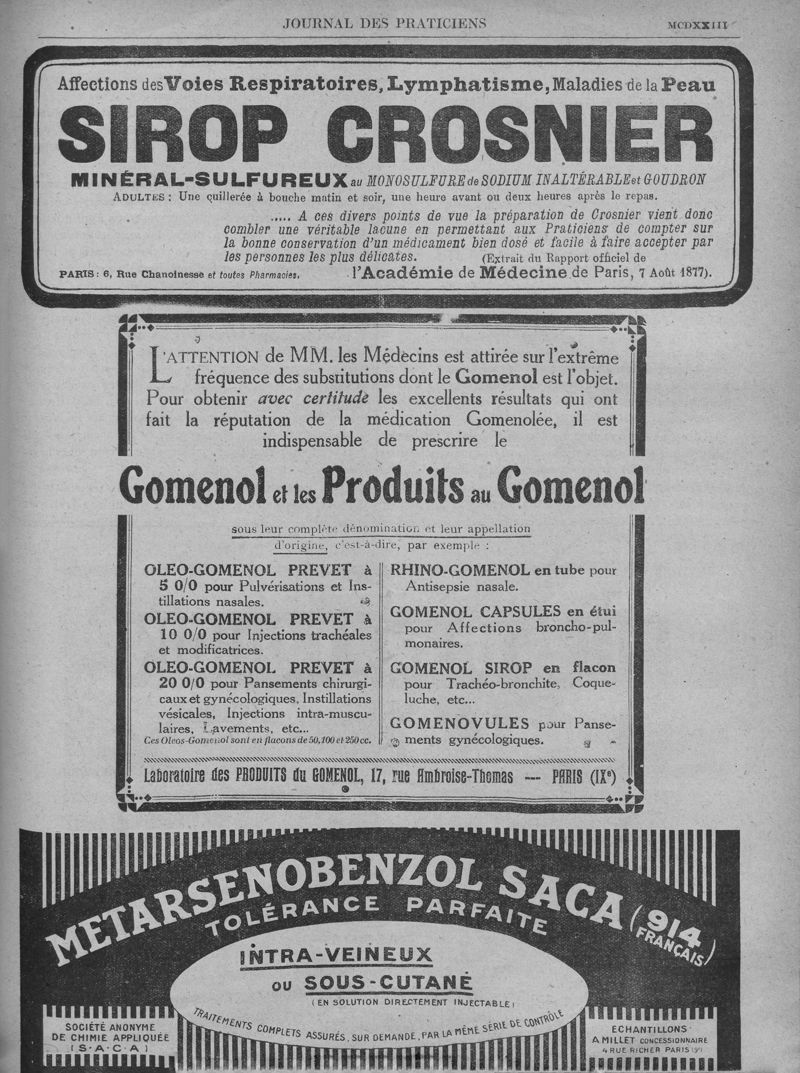 JOURNAL DES PRATICIENS MCDXXIII
Affections des Voies Respiratoires, Lymphatisme, Maladies de la Peau
SIROP CROSNIER
MINÉRAL-SULFUREUX au MONOSULFURE de SODIUM INALTÉRABLE et GOUDRON
ADULTES : Une quillerée à bouche matin et soir, une heure avant ou deux heures après le repas.
..... A ces divers points de vue la préparation de Crosnier vient donc
combler une véritable lacune en permettant aux Praticiens de compter sur
la bonne conservation d'un médicament bien dosé et facile à faire accepter par
les personnes les plus délicates. (Extrait du Rapport officiel de
PARIS : 6, Rue Chanoinesse et toutes Pharmacies. l'Académie de Médecine de Paris, 7 Août 1877).
L'ATTENTION de MM. les Médecins est attirée sur l'extrême
fréquence des substitutions dont le Gomenol est l'objet.
Pour obtenir avec certitude les excellents résultats qui ont
fait la réputation de la médication Gomenolée, il est
indispensable de prescrire le
Gomenol et les Produits au Gomenol
sous leur complète dénomination et leur appellation
d'origine, c'est-à-dire, par exemple :
OLEO-GOMENOL PREVET à
5 0/0 pour Pulvérisations et Ins-
tillations nasales.
OLEO-GOMENOL PREVET à
10 0/0 pour Injections trachéales
et modificatrices.
OLEO-GOMENOL PREVET à
20 0/0 pour Pansements chirurgi-
caux et gynécologiques, Instillations
vésicales, Injections intra-muscu-
laires, Lavements, etc...
Ces Oleos-Gomenol sont en flacons de 50, 100 et 250 cc.
RHINO-GOMENOL en tube pour
Antisepsie nasale.
GOMENOL CAPSULES en étui
pour Affections broncho-pul-
monaires.
GOMENOL SIROP en flacon
pour Trachéo-bronchite, Coque-
luche, etc...
GOMENOVULES pour Panse-
ments gynécologiques.
Laboratoire des PRODUITS du GOMENOL, 17, rue Ambroise-Thomas — PARIS (IXe)
METARSENOBENZOL SACA (914 FRANÇAIS)
TOLÉRANCE PARFAITE
INTRA-VEINEUX
OU SOUS-CUTANÉ
(EN SOLUTION DIRECTEMENT INJECTABLE)
TRAITEMENTS COMPLETS ASSURÉS, SUR DEMANDE, PAR LA MÊME SÉRIE DE CONTRÔLE
SOCIÉTÉ ANONYME
DE CHIMIE APPLIQUÉE
(S·A·C·A)
ECHANTILLONS
A. MILLET CONCESSIONNAIRE
4 RUE RICHER PARIS